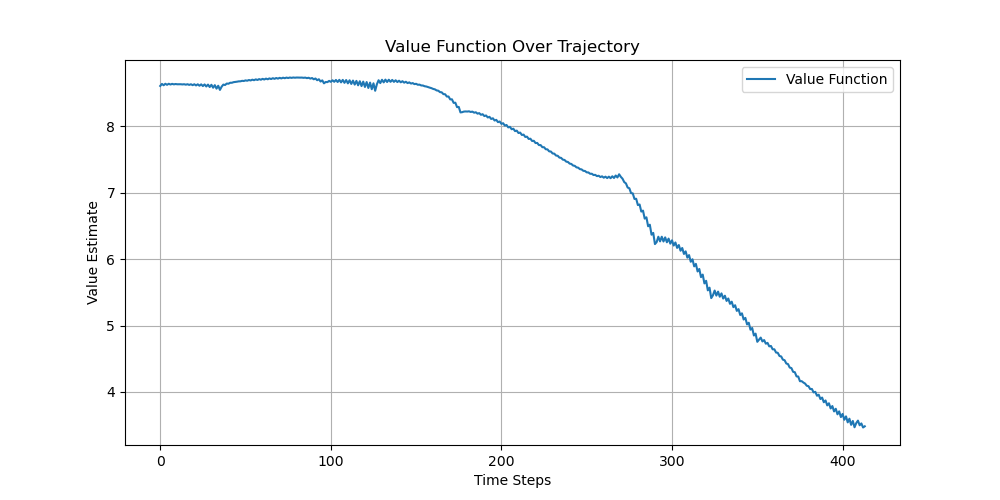 Value Function Over Trajectory
Value Function
Value Estimate
8
7
6
5
4
0 100 200 300 400
Time Steps